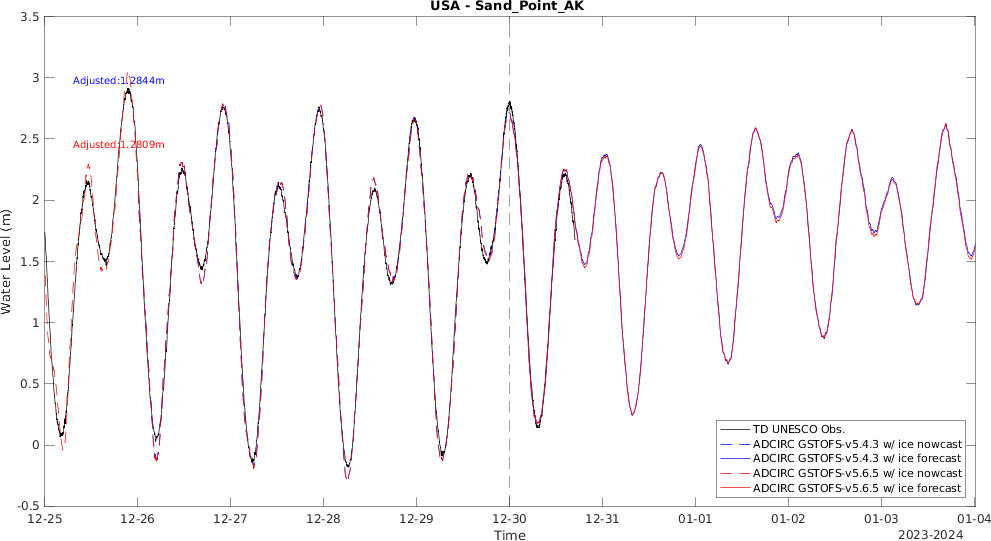 USA - Sand_Point_AK
3.5
3
2.5
2
1.5
1
0.5
0
-0.5
Water Level (m)
Adjusted:1.2844m
Adjusted:1.2809m
TD UNESCO Obs.
ADCIRC GSTOFS-v5.4.3 w/ ice nowcast
ADCIRC GSTOFS-v5.4.3 w/ ice forecast
ADCIRC GSTOFS-v5.6.5 w/ ice nowcast
ADCIRC GSTOFS-v5.6.5 w/ ice forecast
12-25 12-26 12-27 12-28 12-29 12-30 12-31 01-01 01-02 01-03 01-04
Time
2023-2024